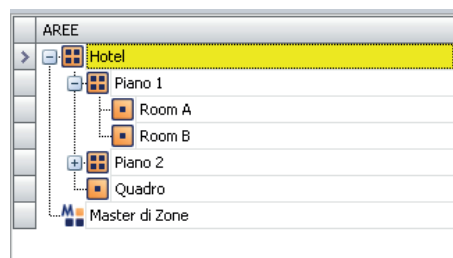 AREE
Hotel
Piano 1
Room A
Room B
Piano 2
Quadro
M Master di Zone